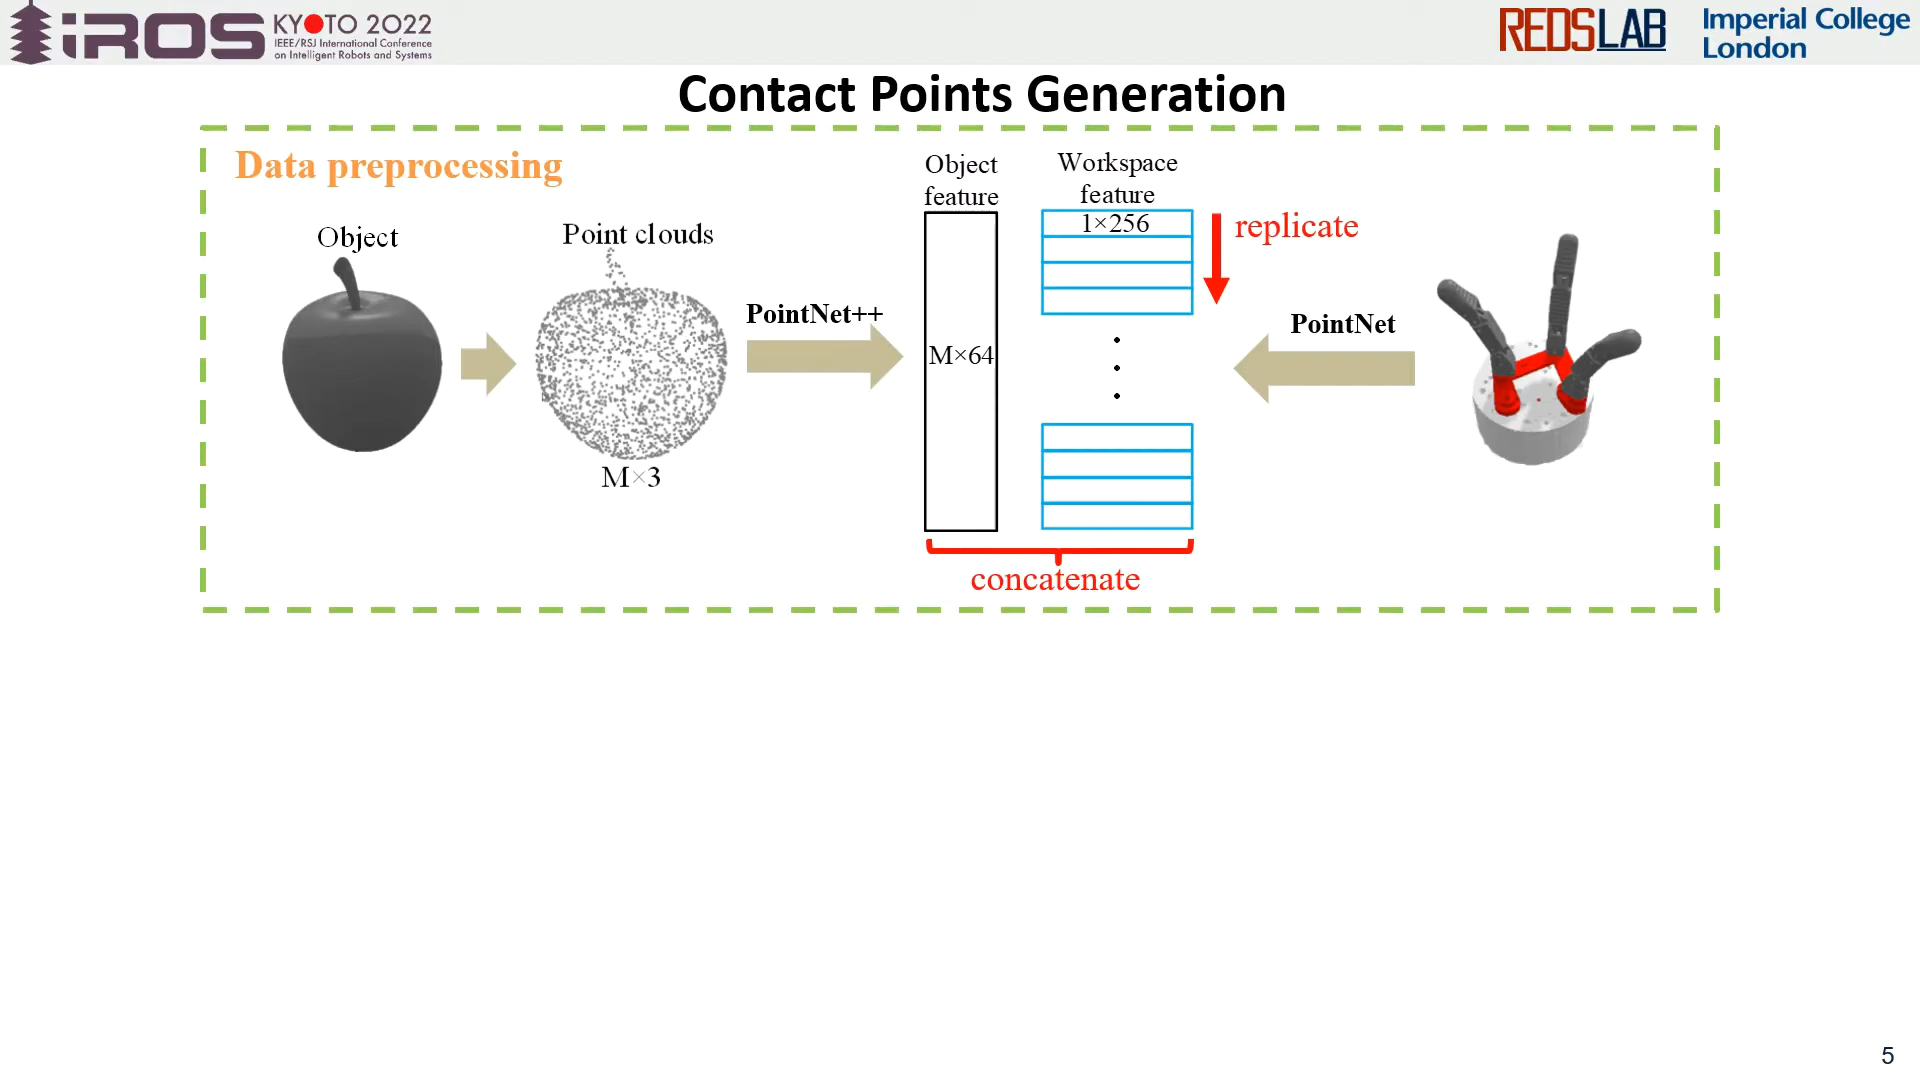 iROS
KYOTO 2022
IEEE/RSJ International Conference
on Intelligent Robots and Systems
REDSLAB
Imperial College
London
Contact Points Generation
Data preprocessing
Object
Point clouds
M×3
PointNet++
Object
feature
M×64
Workspace
feature
1×256
replicate
PointNet
concatenate
5